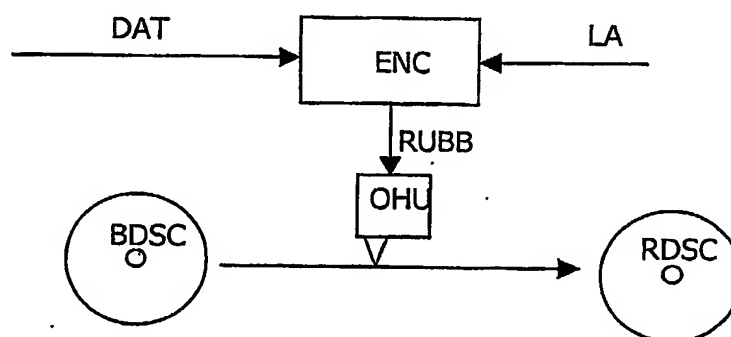 DAT
LA
ENC
RUBB
OHU
BDSC
RDSC